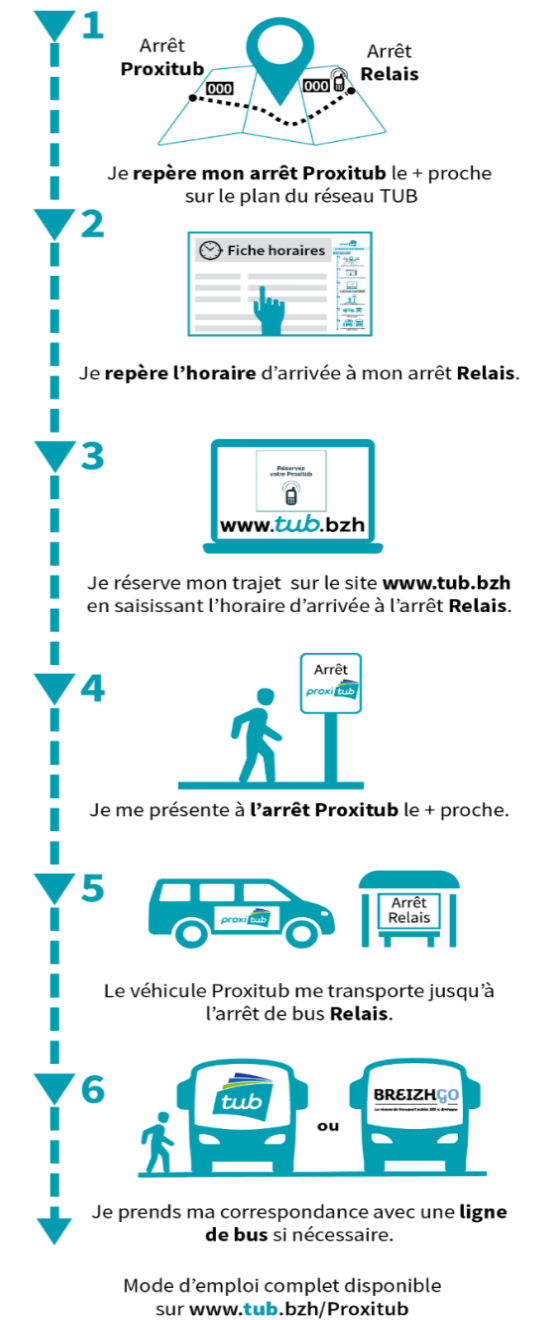 1
Arrêt
Proxitub
Arrêt
Relais
000
000
Je repère mon arrêt Proxitub le + proche
sur le plan du réseau TUB
2
Fiche horaires
Je repère l’horaire d’arrivée à mon arrêt Relais.
3
Réservez
votre Proxitub
www.tub.bzh
Je réserve mon trajet sur le site www.tub.bzh
en saisissant l’horaire d’arrivée à l’arrêt Relais.
4
Arrêt
proxitub
Je me présente à l’arrêt Proxitub le + proche.
5
proxitub
Arrêt
Relais
Le véhicule Proxitub me transporte jusqu’à
l’arrêt de bus Relais.
6
tub
ou
BREIZHGO
Je prends ma correspondance avec une ligne
de bus si nécessaire.
Mode d’emploi complet disponible
sur www.tub.bzh/Proxitub